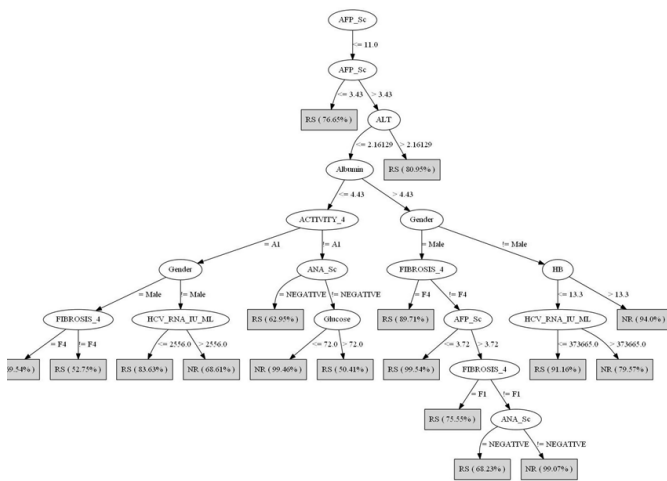 AFP_Sc
<= 11.0
AFP_Sc
<= 3.43 > 3.43
RS ( 76.65% ) ALT
<= 2.16129 > 2.16129
Albumin RS ( 80.95% )
<= 4.43 > 4.43
ACTIVITY_4 Gender
= A1 != A1 = Male != Male
Gender ANA_Sc FIBROSIS_4 HB
= Male != Male = NEGATIVE != NEGATIVE = F4 != F4 <= 13.3 > 13.3
FIBROSIS_4 HCV_RNA_IU_ML RS ( 62.95% ) Glucose RS ( 89.71% ) AFP_Sc HCV_RNA_IU_ML NR ( 94.0% )
= F4 != F4 <= 2556.0 > 2556.0 <= 72.0 > 72.0 <= 3.72 > 3.72 <= 373665.0 > 373665.0
RS ( 52.75% ) RS ( 83.63% ) NR ( 68.61% ) NR ( 99.46% ) RS ( 50.41% ) RS ( 99.54% ) FIBROSIS_4 RS ( 91.16% ) NR ( 79.57% )
= F1 != F1
RS ( 75.55% ) ANA_Sc
= NEGATIVE != NEGATIVE
RS ( 68.23% ) NR ( 99.07% )